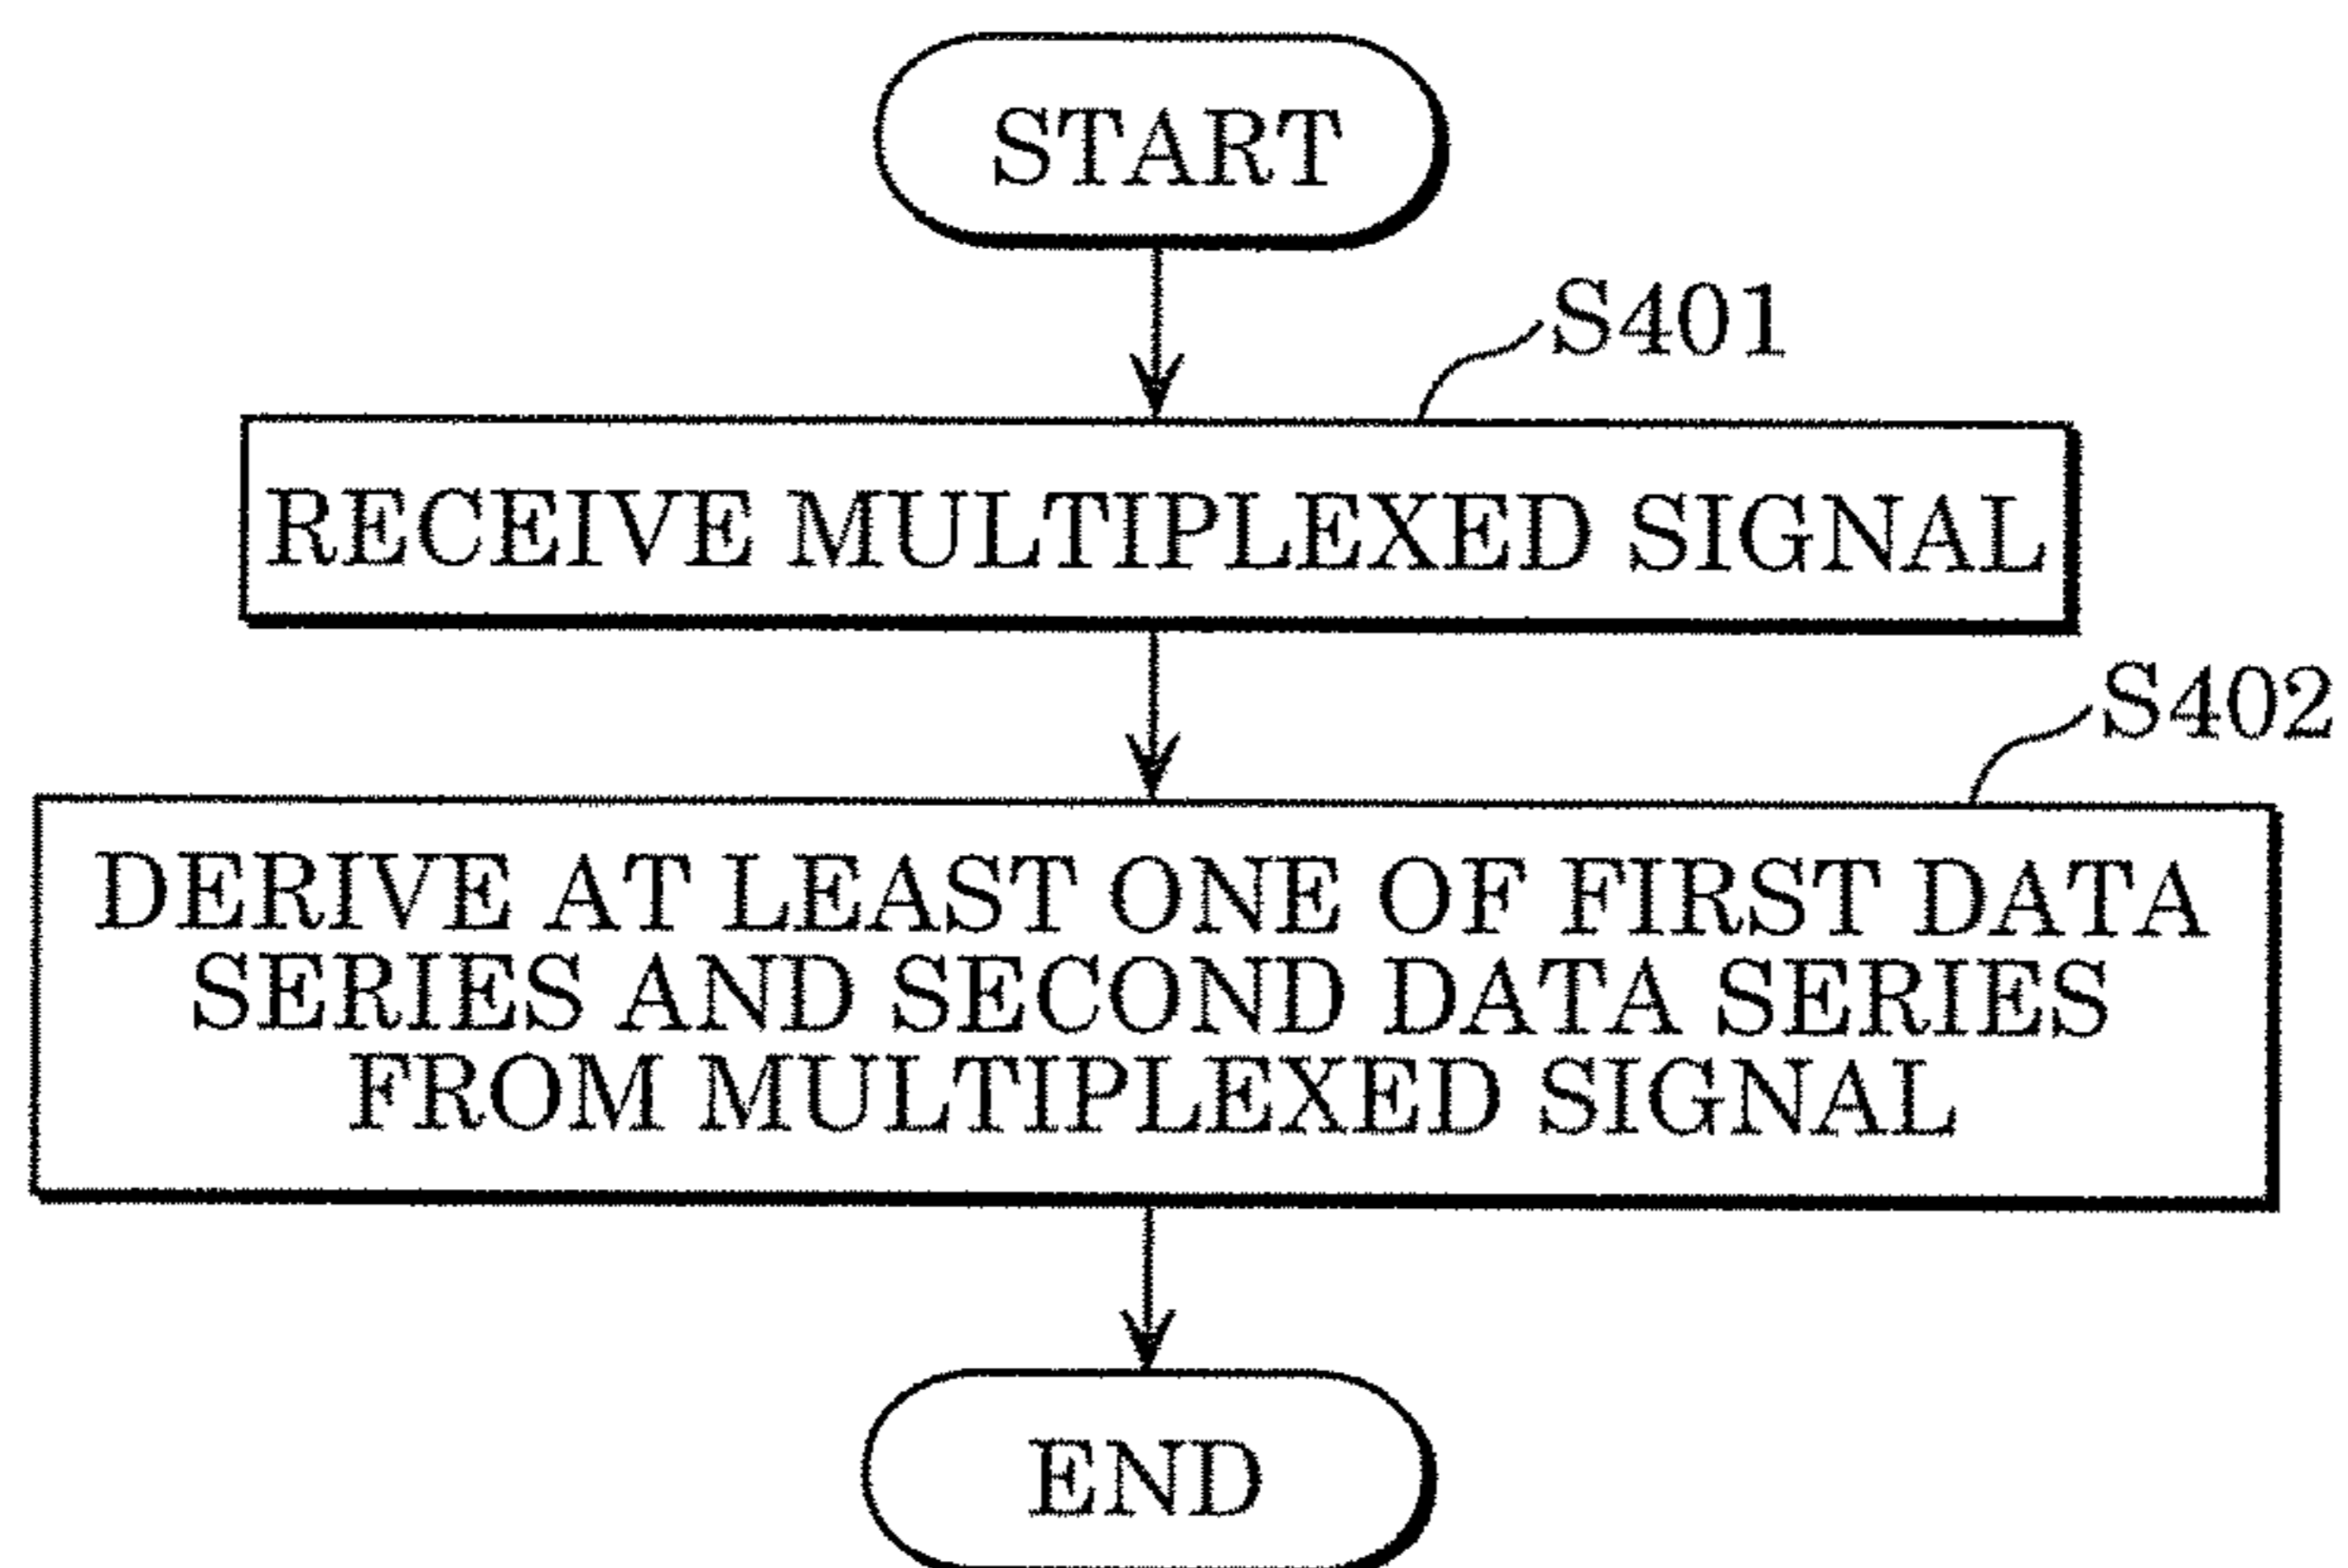 START
S401
RECEIVE MULTIPLEXED SIGNAL
S402
DERIVE AT LEAST ONE OF FIRST DATA
SERIES AND SECOND DATA SERIES
FROM MULTIPLEXED SIGNAL
END